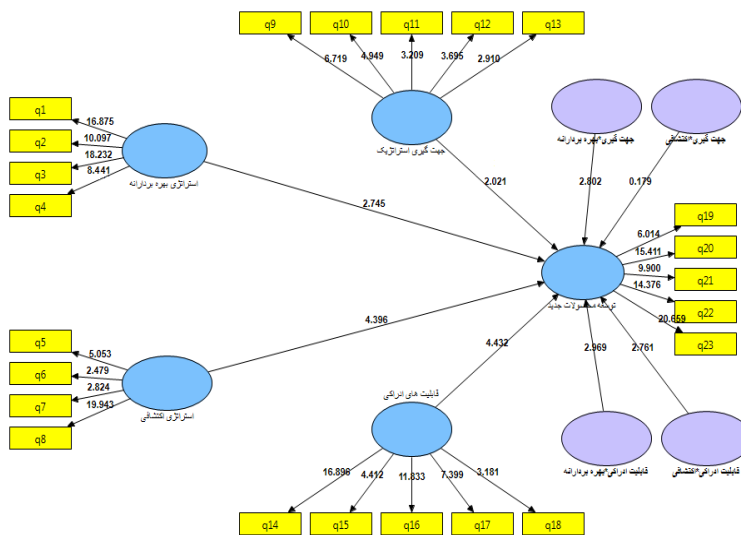 q9
q10
q11
q12
q13
6.719
4.949
3.209
3.695
2.910
q1
q2
q3
q4
16.875
10.097
18.232
8.441
استراتژی بهره بردارانه
جهت گیری استراتژیک
جهت گیری*بهره بردارانه
جهت گیری*اکتشافی
2.745
2.021
2.802
0.179
q19
q20
q21
q22
q23
6.014
15.411
9.900
14.376
20.659
توسعه محصولات جدید
4.396
4.432
2.969
2.761
q5
q6
q7
q8
5.053
2.479
2.824
19.943
استراتژی اکتشافی
قابلیت های ادراکی
قابلیت ادراکی*بهره بردارانه
قابلیت ادراکی*اکتشافی
16.896
4.412
11.833
7.399
3.181
q14
q15
q16
q17
q18